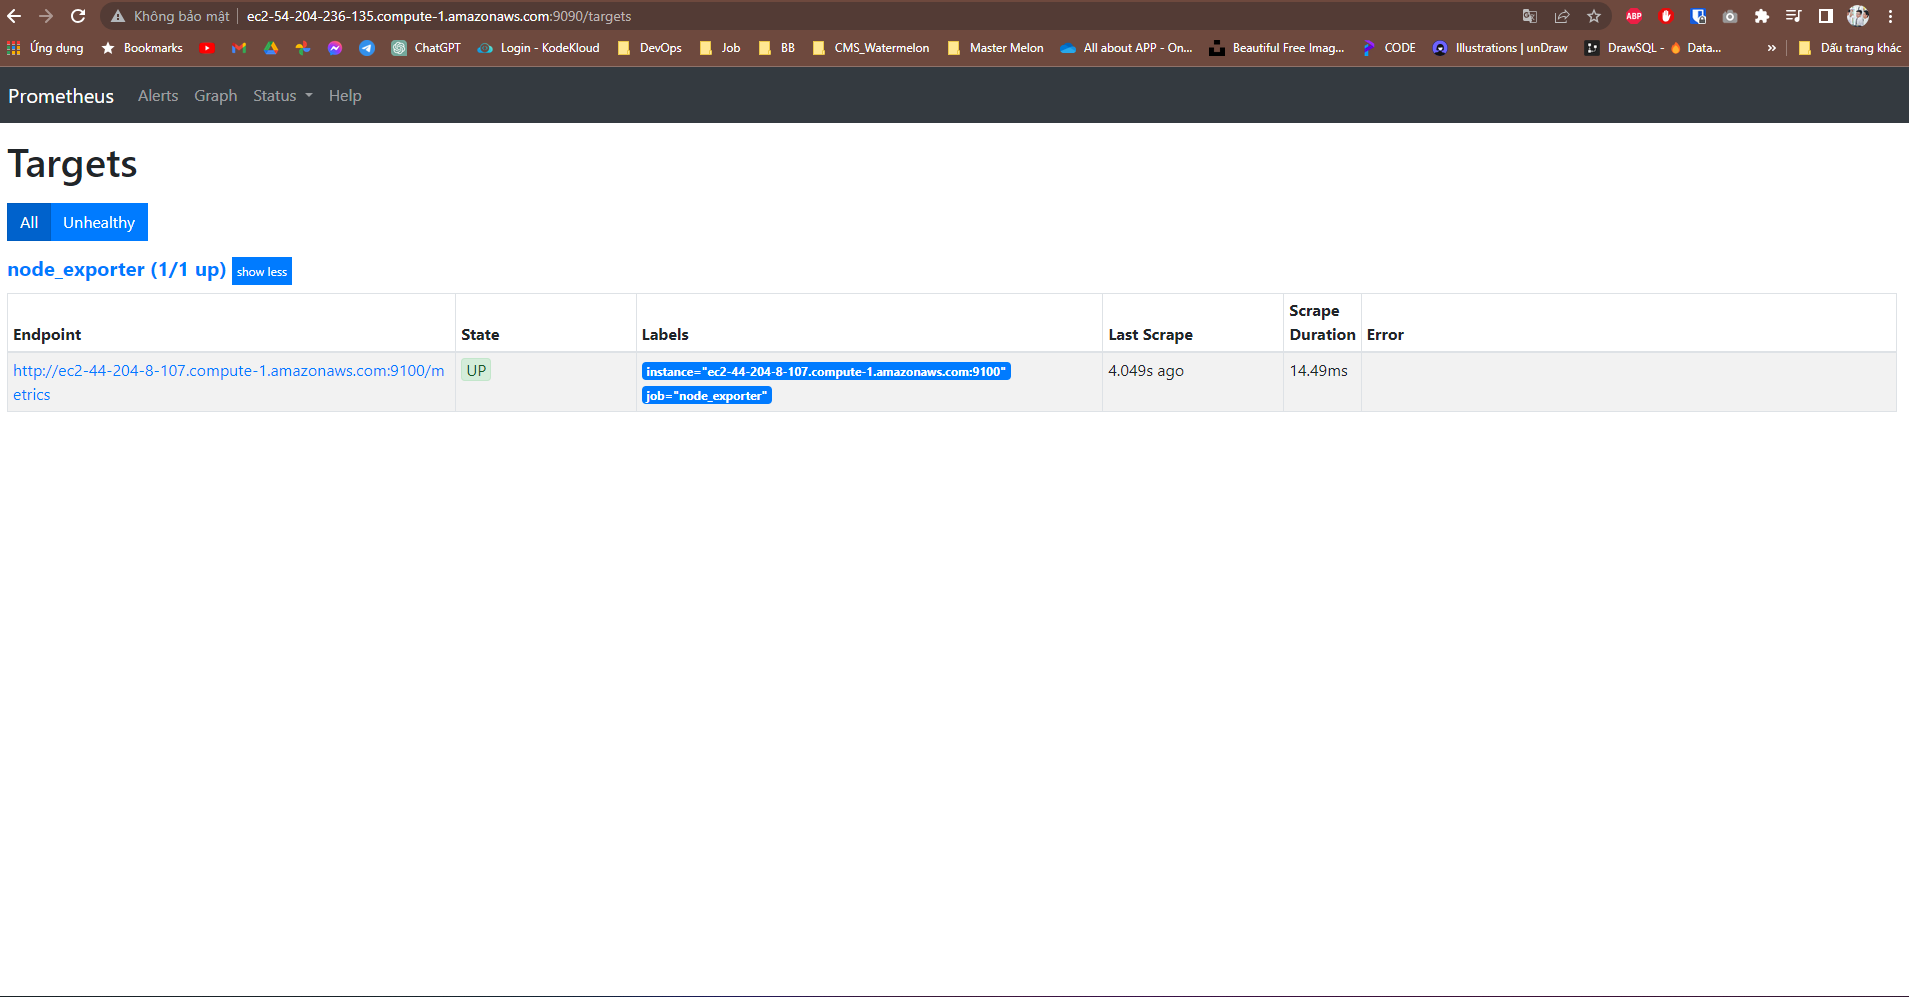 Không bảo mật ec2-54-204-236-135.compute-1.amazonaws.com:9090/targets ABP
Ứng dụng Bookmarks ChatGPT Login - KodeKloud DevOps Job BB CMS_Watermelon Master Melon All about APP - On... Beautiful Free Imag... CODE Illustrations | unDraw DrawSQL - 🔥 Data... » Dấu trang khác
Prometheus Alerts Graph Status Help
Targets
All Unhealthy
node_exporter (1/1 up) show less
Endpoint State Labels Last Scrape Scrape Duration Error
http://ec2-44-204-8-107.compute-1.amazonaws.com:9100/m UP instance="ec2-44-204-8-107.compute-1.amazonaws.com:9100" 4.049s ago 14.49ms
etrics job="node_exporter"